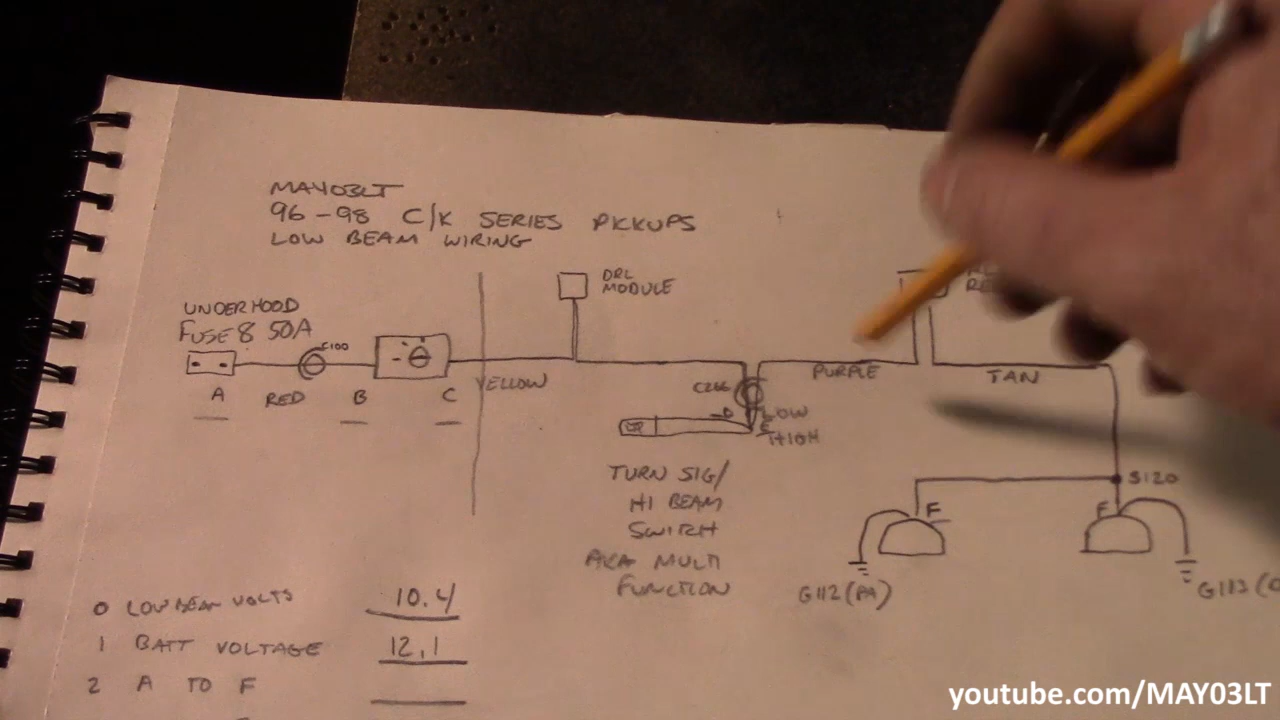 MAY03LT
96-98 C/K SERIES PICKUPS
LOW BEAM WIRING
UNDERHOOD
FUSE 8 50A
C100
A
RED
B
C
YELLOW
DRL
MODULE
C266
D
LOW
E
HIGH
PURPLE
TAN
TURN SIG/
HI BEAM
SWITCH
AKA MULTI
FUNCTION
S120
F
F
G112(PA)
G113(
0 LOW BEAM VOLTS 10.4
1 BATT VOLTAGE 12.1
2 A TO F
youtube.com/MAY03LT